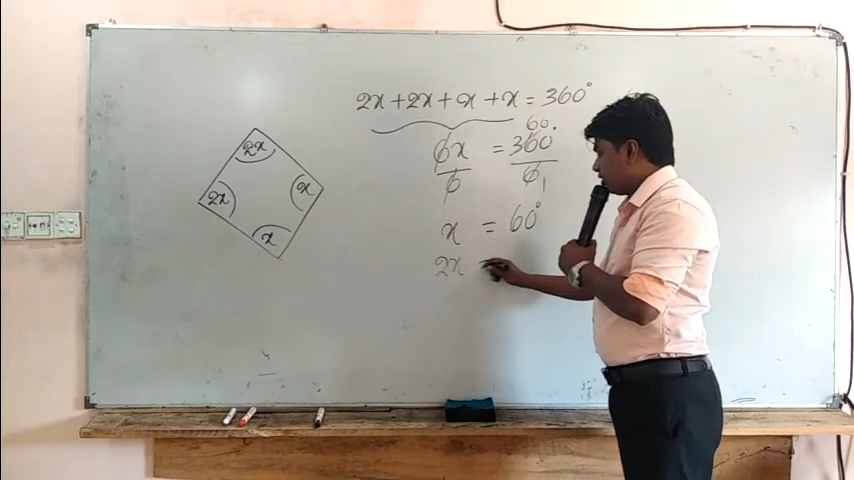 2x + 2x + x + x = 360°
60
6x = 360°
6 6 1
x = 60°
2x =
2x
2x
x
x